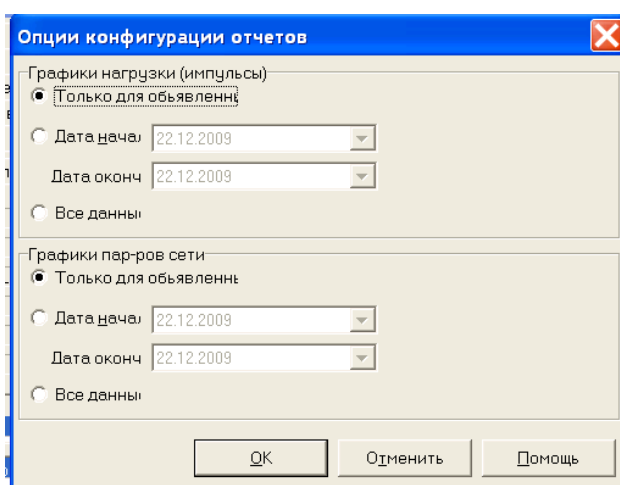 Опции конфигурации отчетов
Графики нагрузки (импульсы)
Только для обьявленнь
Дата нача
22.12.2009
Дата оконч
22.12.2009
Все данны
Графики пар-ров сети
Только для обьявленнь
Дата нача
22.12.2009
Дата оконч
22.12.2009
Все данны
OK
Отменить
Помощь